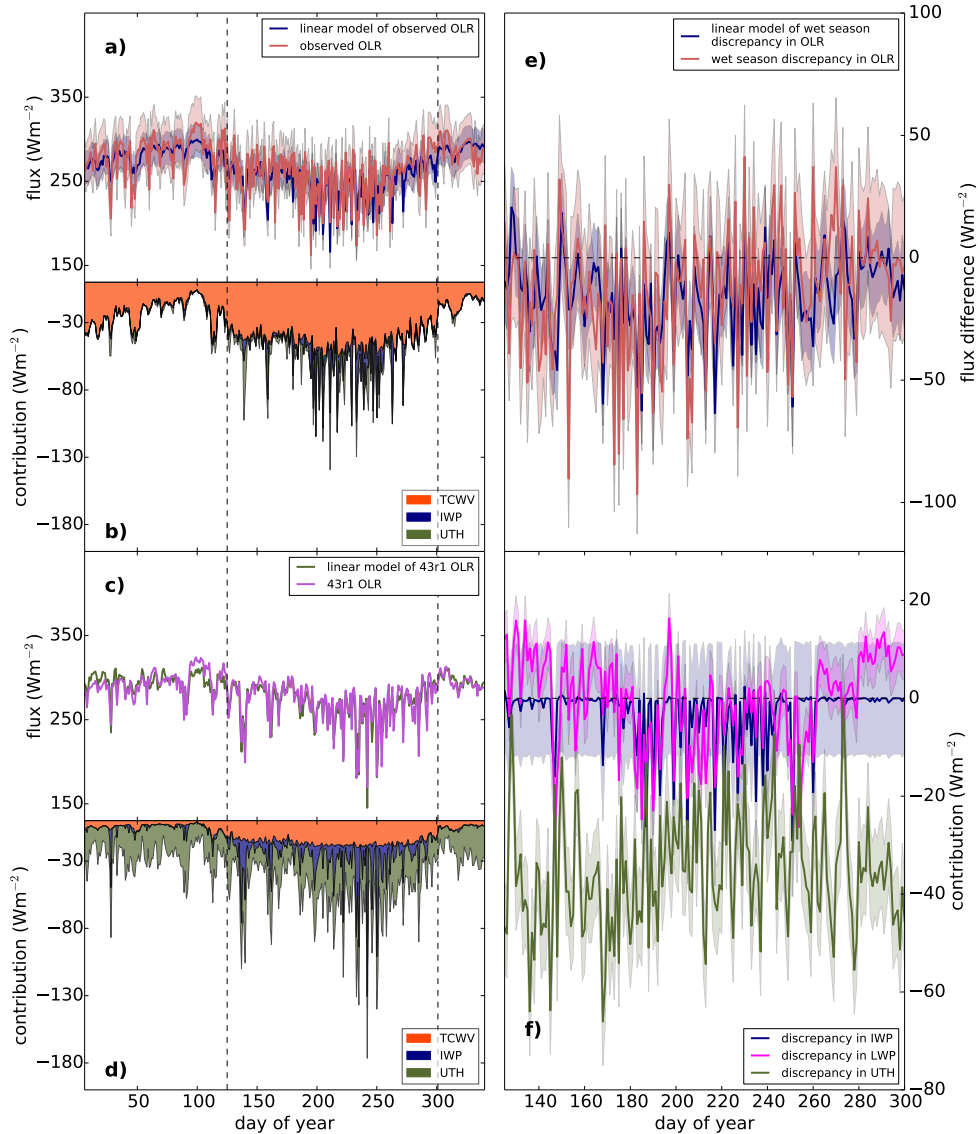 a)
linear model of observed OLR
observed OLR
350
250
150
flux (Wm⁻²)
−30
−80
−130
−180
contribution (Wm⁻²)
b)
TCWV
IWP
UTH
c)
linear model of 43r1 OLR
43r1 OLR
350
250
150
flux (Wm⁻²)
−30
−80
−130
−180
contribution (Wm⁻²)
d)
TCWV
IWP
UTH
50 100 150 200 250 300
day of year
e)
linear model of wet season
discrepancy in OLR
wet season discrepancy in OLR
100
50
0
−50
−100
flux difference (Wm⁻²)
20
0
−20
−40
−60
−80
contribution (Wm⁻²)
f)
discrepancy in IWP
discrepancy in LWP
discrepancy in UTH
140 160 180 200 220 240 260 280 300
day of year